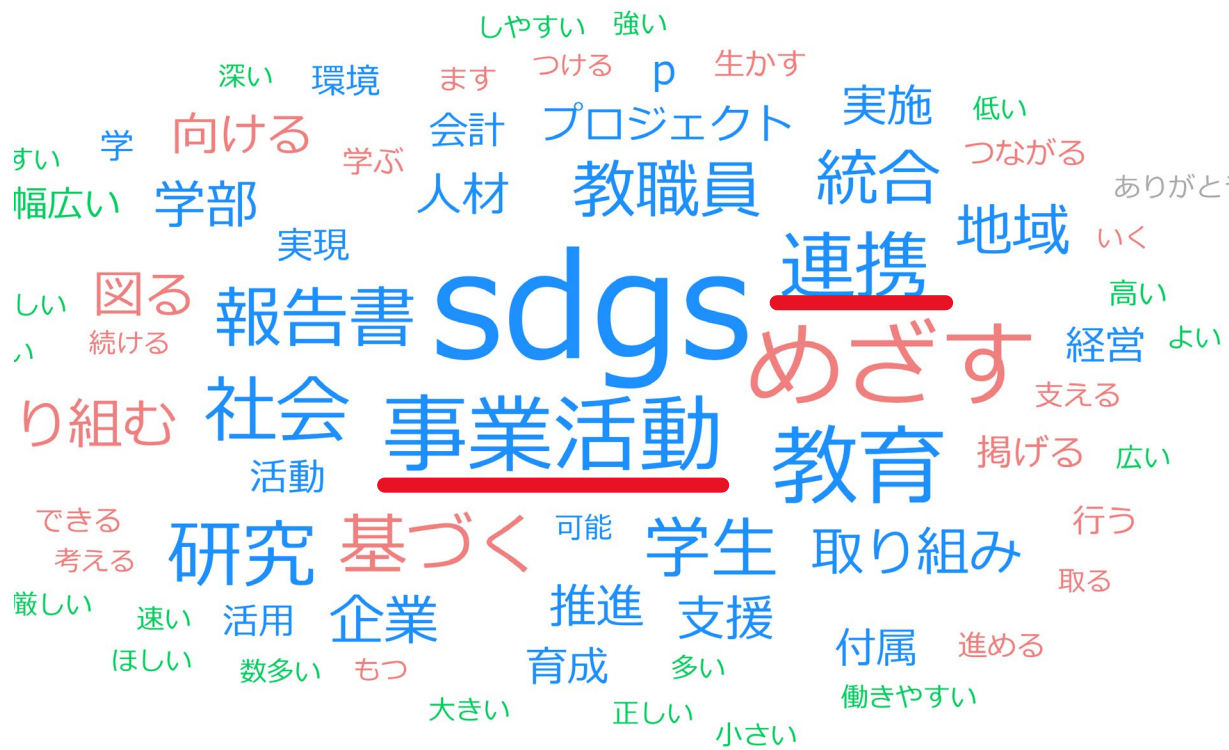 しやすい 強い
深い 環境 ます つける p 生かす
学 向ける 学ぶ 会計 プロジェクト 実施 低い
すい 幅広い 学部 人材 教職員 統合 つながる
ありがと
実現 sdgs 連携 地域 いく
しい 図る 報告書 高い
い 続ける めざす 経営 よい
り組む 社会 事業活動 支える
活動 教育 掲げる 広い
できる 研究 基づく 可能 学生 取り組み 行う
考える 取る
厳しい 速い 活用 企業 推進 支援 付属 進める
ほしい 数多い もつ 育成 多い
大きい 正しい 小さい 働きやすい